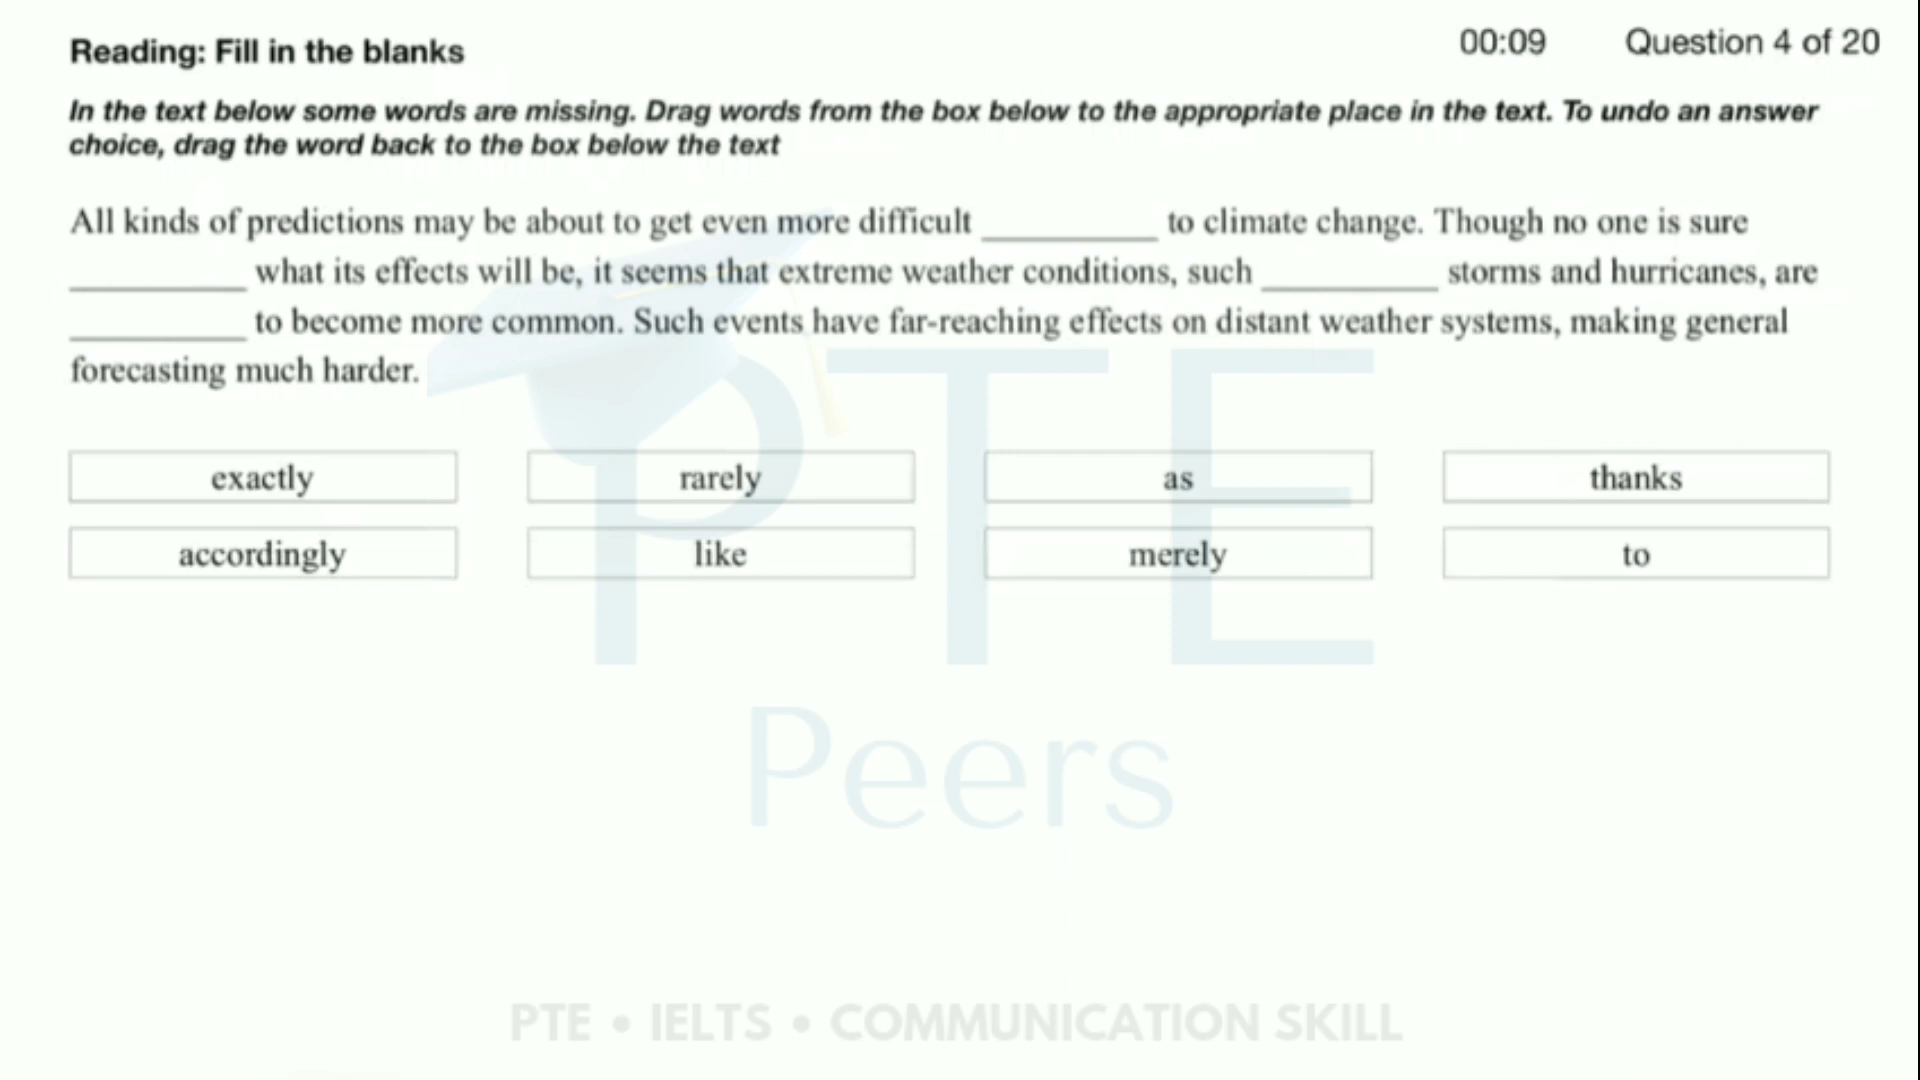 Reading: Fill in the blanks
00:09 Question 4 of 20
In the text below some words are missing. Drag words from the box below to the appropriate place in the text. To undo an answer
choice, drag the word back to the box below the text
All kinds of predictions may be about to get even more difficult __________ to climate change. Though no one is sure
__________ what its effects will be, it seems that extreme weather conditions, such __________ storms and hurricanes, are
__________ to become more common. Such events have far-reaching effects on distant weather systems, making general
forecasting much harder.
exactly rarely as thanks
accordingly like merely to
PTE
Peers
PTE • IELTS • COMMUNICATION SKILL